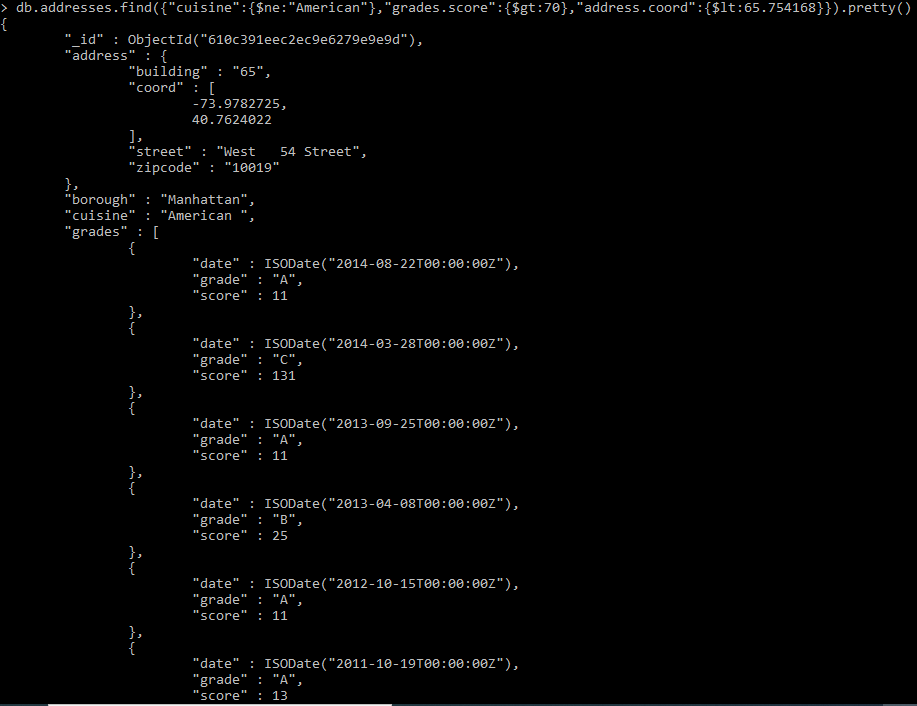 > db.addresses.find({"cuisine":{$ne:"American"},"grades.score":{$gt:70},"address.coord":{$lt:65.754168}}).pretty()
{
        "_id" : ObjectId("610c391eec2ec9e6279e9e9d"),
        "address" : {
                "building" : "65",
                "coord" : [
                        -73.9782725,
                        40.7624022
                ],
                "street" : "West   54 Street",
                "zipcode" : "10019"
        },
        "borough" : "Manhattan",
        "cuisine" : "American ",
        "grades" : [
                {
                        "date" : ISODate("2014-08-22T00:00:00Z"),
                        "grade" : "A",
                        "score" : 11
                },
                {
                        "date" : ISODate("2014-03-28T00:00:00Z"),
                        "grade" : "C",
                        "score" : 131
                },
                {
                        "date" : ISODate("2013-09-25T00:00:00Z"),
                        "grade" : "A",
                        "score" : 11
                },
                {
                        "date" : ISODate("2013-04-08T00:00:00Z"),
                        "grade" : "B",
                        "score" : 25
                },
                {
                        "date" : ISODate("2012-10-15T00:00:00Z"),
                        "grade" : "A",
                        "score" : 11
                },
                {
                        "date" : ISODate("2011-10-19T00:00:00Z"),
                        "grade" : "A",
                        "score" : 13